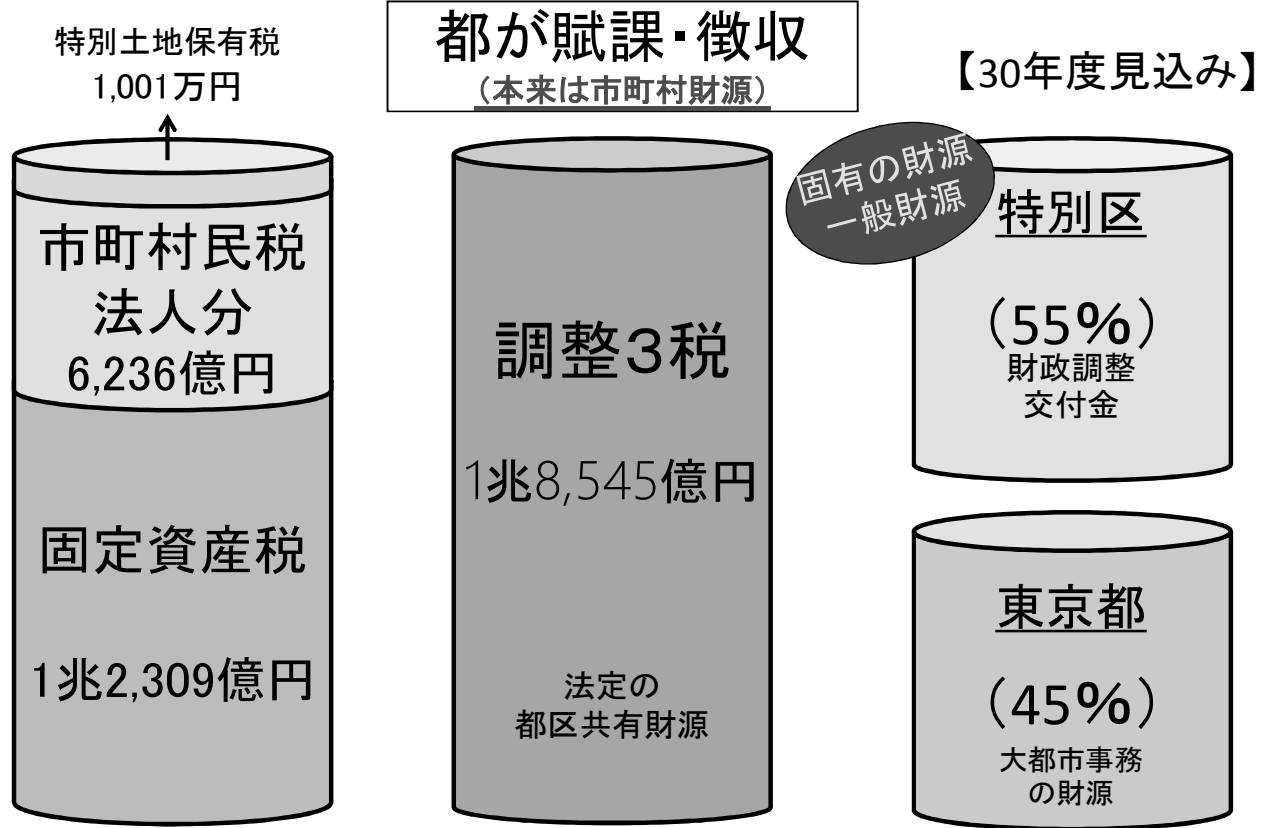 特別土地保有税
1,001万円
都が賦課・徴収
(本来は市町村財源)
【30年度見込み】
市町村民税
法人分
6,236億円
固定資産税
1兆2,309億円
調整3税
1兆8,545億円
法定の
都区共有財源
固有の財源
一般財源
特別区
(55%)
財政調整
交付金
東京都
(45%)
大都市事務
の財源